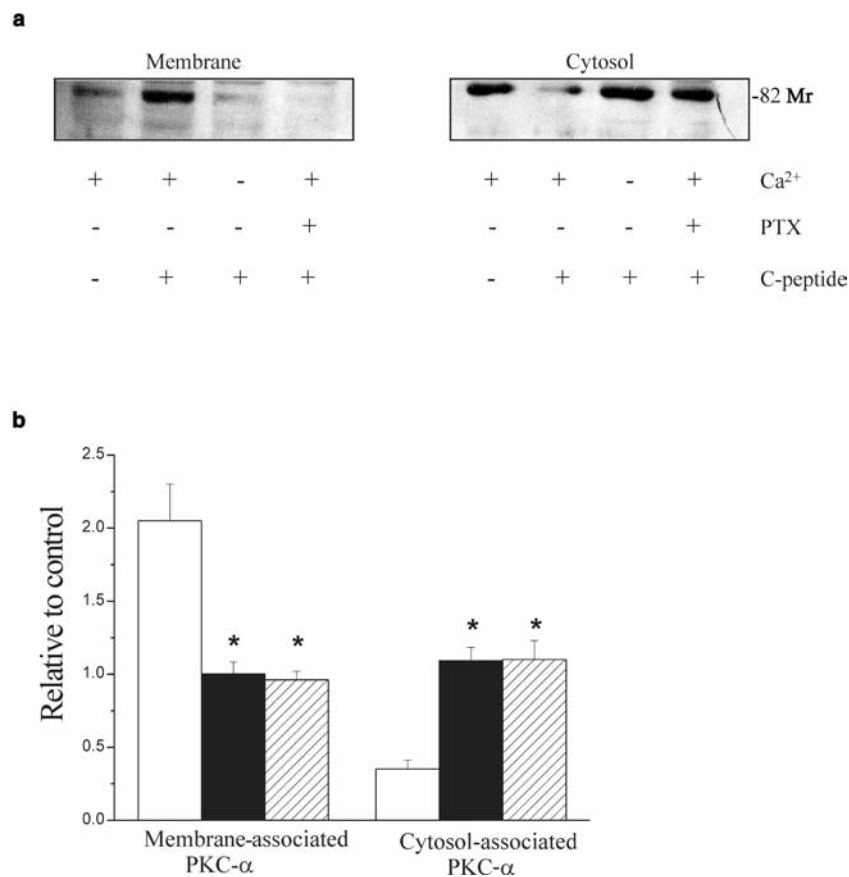 a
Membrane Cytosol
-82 Mr
+ + - + + + - + Ca²⁺
- - - + - - - + PTX
- + + + - + + + C-peptide
b
Relative to control
2.5
2.0
1.5
1.0
0.5
0.0
* * * *
Membrane-associated PKC-α
Cytosol-associated PKC-α